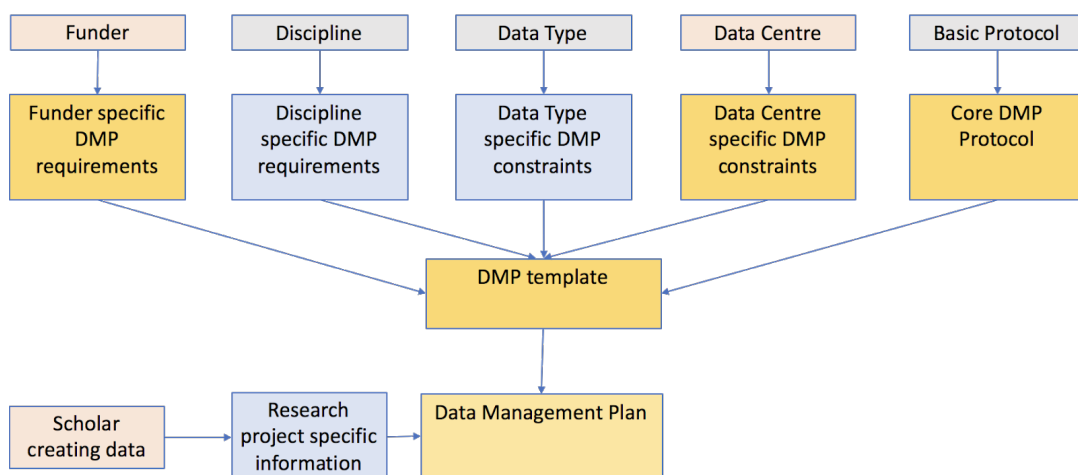 Funder
Discipline
Data Type
Data Centre
Basic Protocol
Funder specific
DMP
requirements
Discipline
specific DMP
requirements
Data Type
specific DMP
constraints
Data Centre
specific DMP
constraints
Core DMP
Protocol
DMP template
Scholar
creating data
Research
project specific
information
Data Management Plan